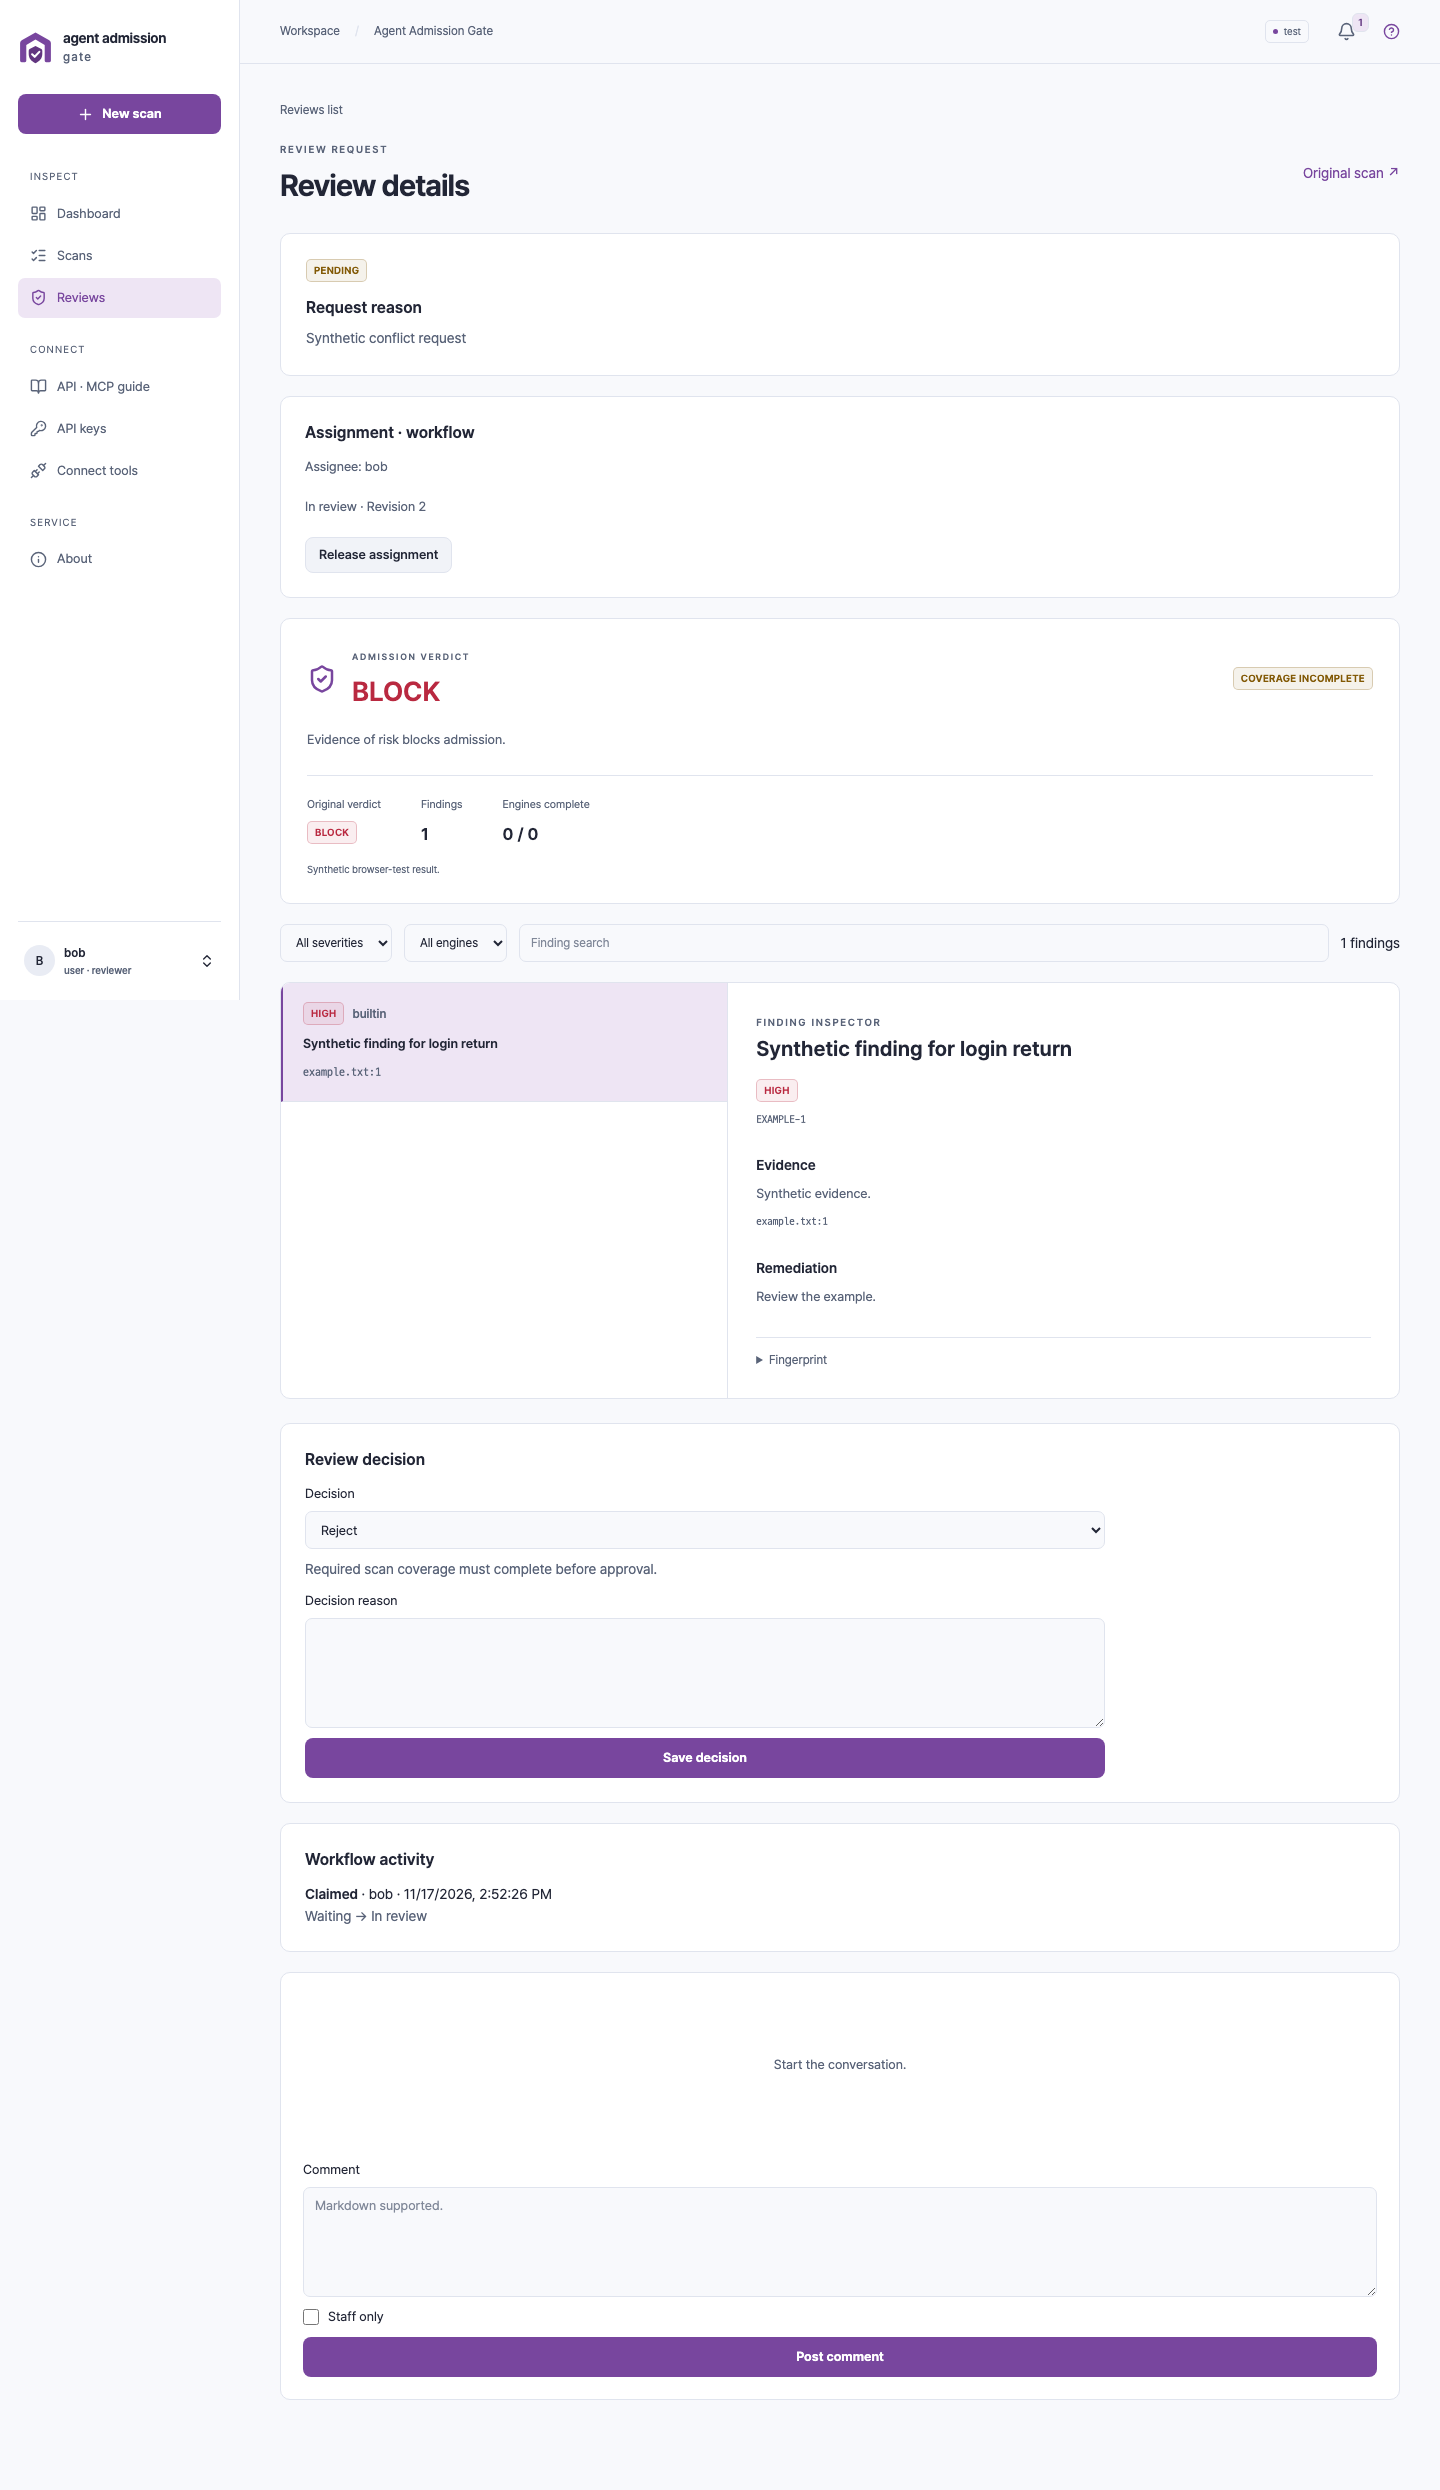 agent admission
gate
New scan
INSPECT
Dashboard
Scans
Reviews
CONNECT
API · MCP guide
API keys
Connect tools
SERVICE
About
B
bob
user · reviewer
Workspace / Agent Admission Gate
test
1
Reviews list
REVIEW REQUEST
Review details
Original scan ↗
PENDING
Request reason
Synthetic conflict request
Assignment · workflow
Assignee: bob
In review · Revision 2
Release assignment
ADMISSION VERDICT
BLOCK
COVERAGE INCOMPLETE
Evidence of risk blocks admission.
Original verdict Findings Engines complete
BLOCK 1 0 / 0
Synthetic browser-test result.
All severities All engines Finding search 1 findings
HIGH builtin
Synthetic finding for login return
example.txt:1
FINDING INSPECTOR
Synthetic finding for login return
HIGH
EXAMPLE-1
Evidence
Synthetic evidence.
example.txt:1
Remediation
Review the example.
Fingerprint
Review decision
Decision
Reject
Required scan coverage must complete before approval.
Decision reason
Save decision
Workflow activity
Claimed · bob · 11/17/2026, 2:52:26 PM
Waiting → In review
Start the conversation.
Comment
Markdown supported.
Staff only
Post comment